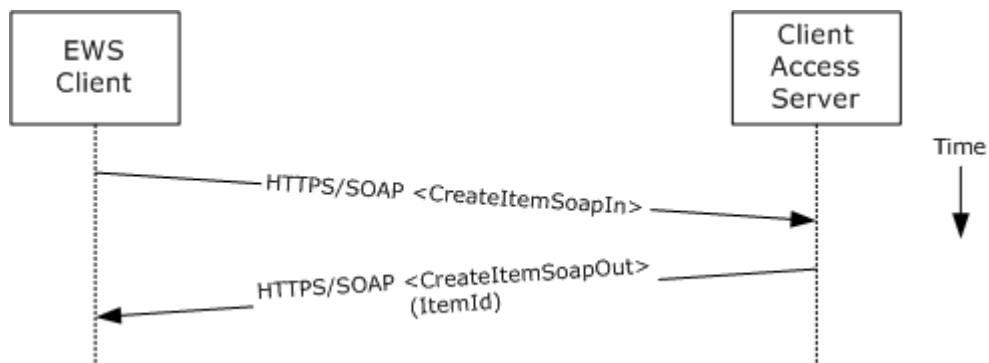 EWS
Client
Client
Access
Server
Time
HTTPS/SOAP <CreateItemSoapIn>
HTTPS/SOAP <CreateItemSoapOut>
(ItemId)